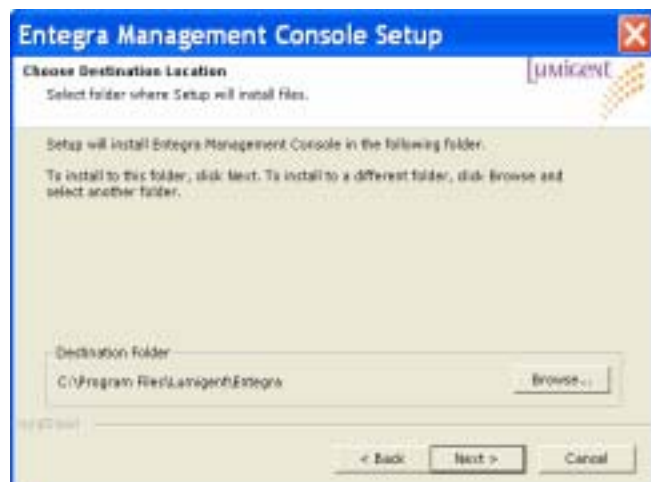 Entegra Management Console Setup
Choose Destination Location
Select folder where Setup will install files.
Lumigent
Setup will install Entegra Management Console in the following folder.
To install to this folder, click Next. To install to a different folder, click Browse and
select another folder.
Destination Folder
C:\Program Files\Lumigent\Entegra
Browse...
InstallShield
< Back
Next >
Cancel